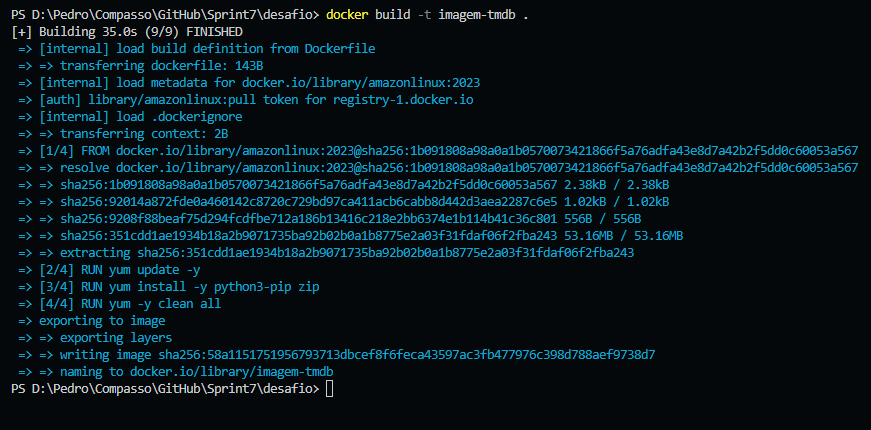 PS D:\Pedro\Compasso\GitHub\Sprint7\desafio> docker build -t imagem-tmdb .
[+] Building 35.0s (9/9) FINISHED
=> [internal] load build definition from Dockerfile
=> => transferring dockerfile: 143B
=> [internal] load metadata for docker.io/library/amazonlinux:2023
=> [auth] library/amazonlinux:pull token for registry-1.docker.io
=> [internal] load .dockerignore
=> => transferring context: 2B
=> [1/4] FROM docker.io/library/amazonlinux:2023@sha256:1b091808a98a0a1b0570073421866f5a76adfa43e8d7a42b2f5dd0c60053a567
=> => resolve docker.io/library/amazonlinux:2023@sha256:1b091808a98a0a1b0570073421866f5a76adfa43e8d7a42b2f5dd0c60053a567
=> => sha256:1b091808a98a0a1b0570073421866f5a76adfa43e8d7a42b2f5dd0c60053a567 2.38kB / 2.38kB
=> => sha256:92014a872fde0a460142c8720c729bd97ca411acb6cabb8d442d3aea2287c6e5 1.02kB / 1.02kB
=> => sha256:9208f88beaf75d294fcdfbe712a186b13416c218e2bb6374e1b114b41c36c801 556B / 556B
=> => sha256:351cdd1ae1934b18a2b9071735ba92b02b0a1b8775e2a03f31fdaf06f2fba243 53.16MB / 53.16MB
=> => extracting sha256:351cdd1ae1934b18a2b9071735ba92b02b0a1b8775e2a03f31fdaf06f2fba243
=> [2/4] RUN yum update -y
=> [3/4] RUN yum install -y python3-pip zip
=> [4/4] RUN yum -y clean all
=> exporting to image
=> => exporting layers
=> => writing image sha256:58a1151751956793713dbcef8f6feca43597ac3fb477976c398d788aef9738d7
=> => naming to docker.io/library/imagem-tmdb
PS D:\Pedro\Compasso\GitHub\Sprint7\desafio>